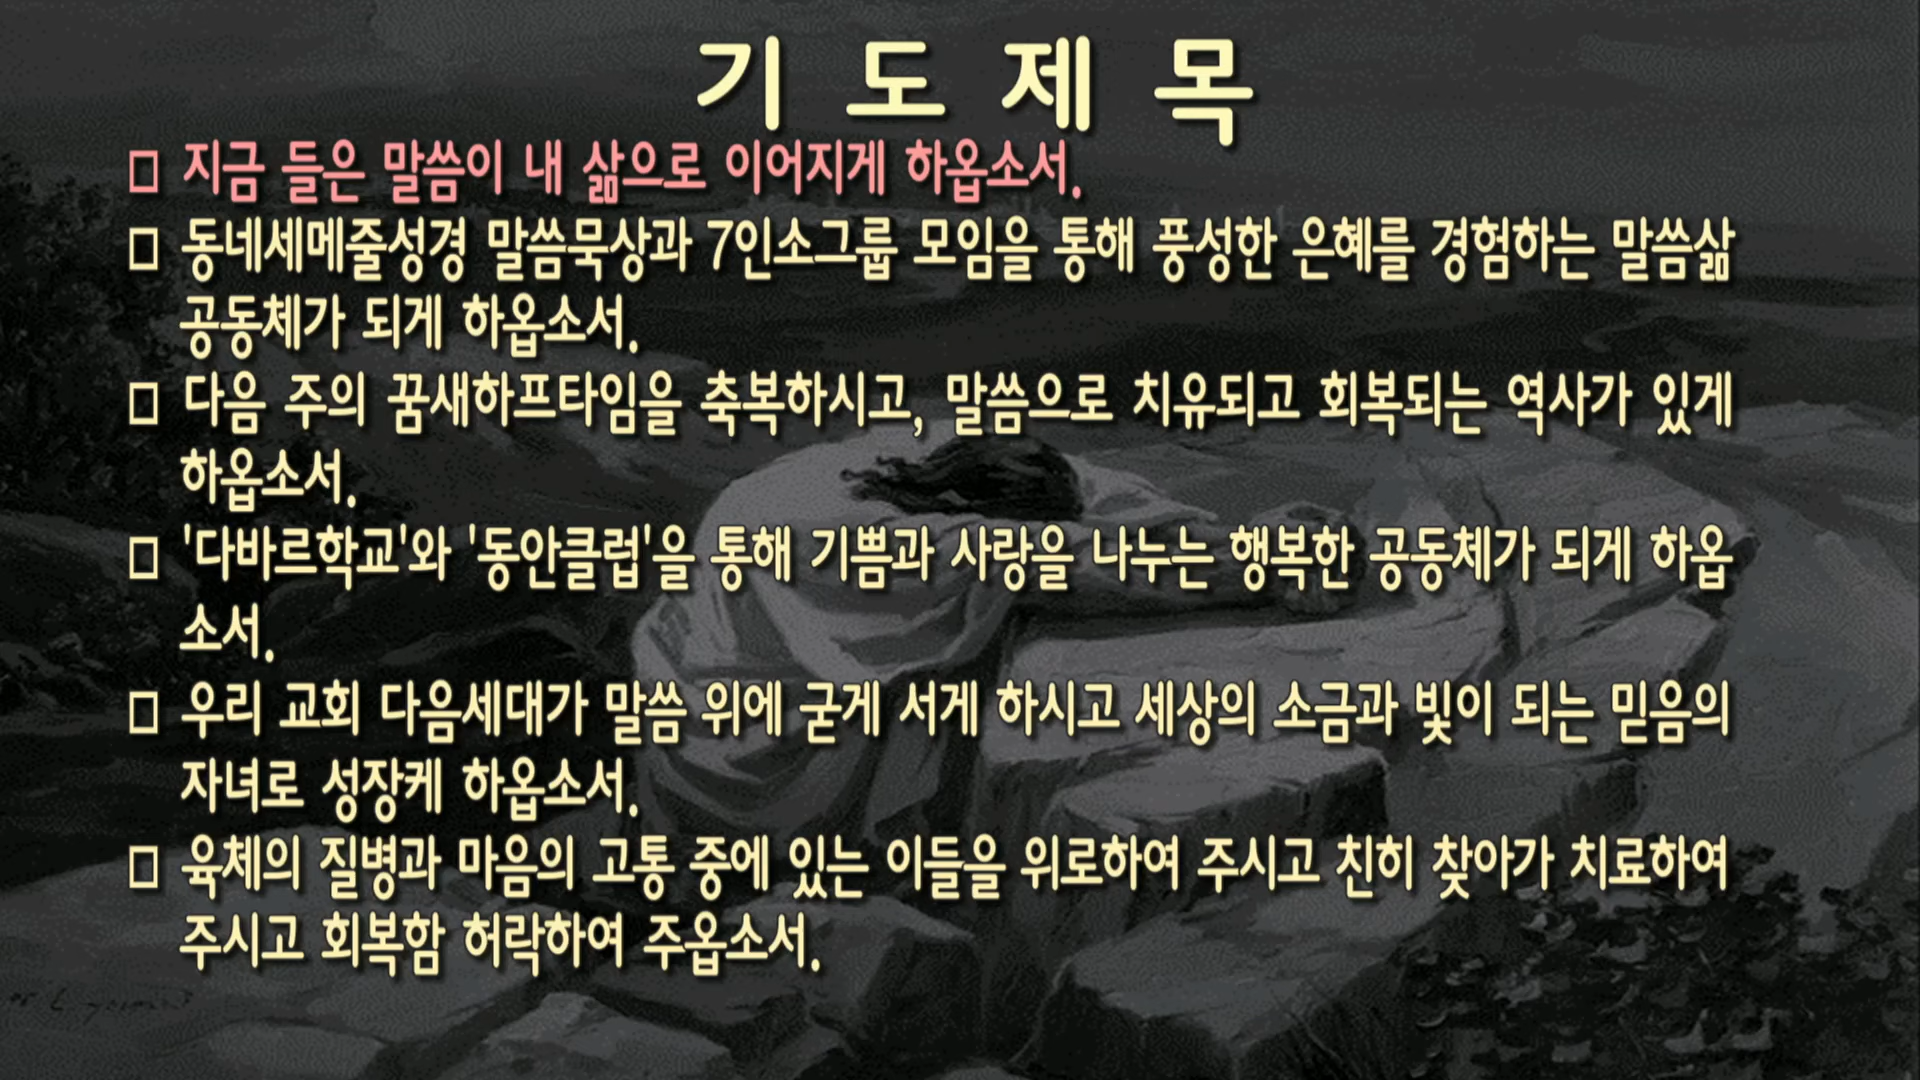 기 도 제 목
□ 지금 들은 말씀이 내 삶으로 이어지게 하옵소서.
□ 동네세메줄성경 말씀묵상과 7인소그룹 모임을 통해 풍성한 은혜를 경험하는 말씀삶
공동체가 되게 하옵소서.
□ 다음 주의 꿈새하프타임을 축복하시고, 말씀으로 치유되고 회복되는 역사가 있게
하옵소서.
□ '다바르학교'와 '동안클럽'을 통해 기쁨과 사랑을 나누는 행복한 공동체가 되게 하옵
소서.
□ 우리 교회 다음세대가 말씀 위에 굳게 서게 하시고 세상의 소금과 빛이 되는 믿음의
자녀로 성장케 하옵소서.
□ 육체의 질병과 마음의 고통 중에 있는 이들을 위로하여 주시고 친히 찾아가 치료하여
주시고 회복함 허락하여 주옵소서.